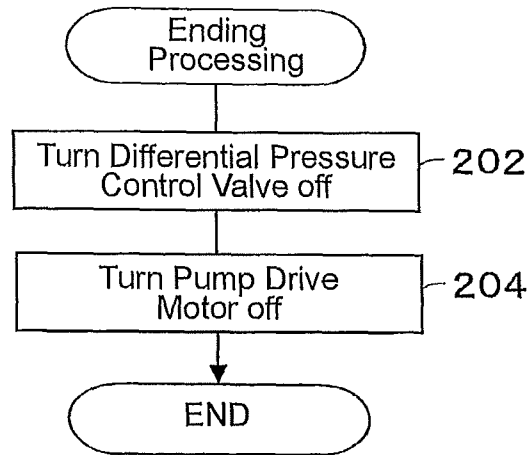 Ending
Processing
Turn Differential Pressure
Control Valve off
202
Turn Pump Drive
Motor off
204
END